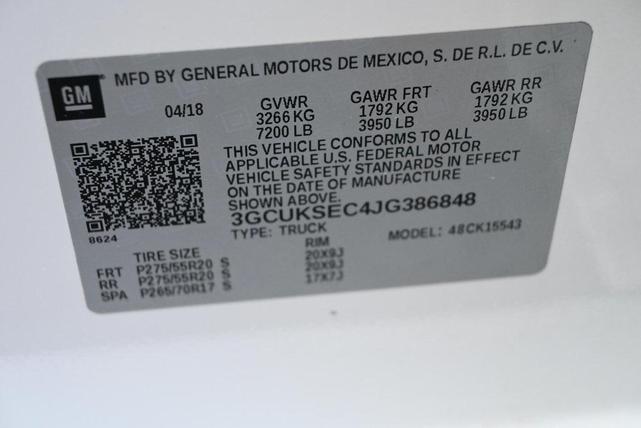 GM
MFD BY GENERAL MOTORS DE MEXICO, S. DE R.L. DE C.V.
04/18 GVWR GAWR FRT GAWR RR
3266 KG 1792 KG 1792 KG
7200 LB 3950 LB 3950 LB
THIS VEHICLE CONFORMS TO ALL
APPLICABLE U.S. FEDERAL MOTOR
VEHICLE SAFETY STANDARDS IN EFFECT
ON THE DATE OF MANUFACTURE
SHOWN ABOVE.
3GCUKSEC4JG386848
8624
TYPE: TRUCK MODEL: 48CK15543
TIRE SIZE RIM
FRT P275/55R20 S 20X9J
RR P275/55R20 S 20X9J
SPA P265/70R17 S 17X7J